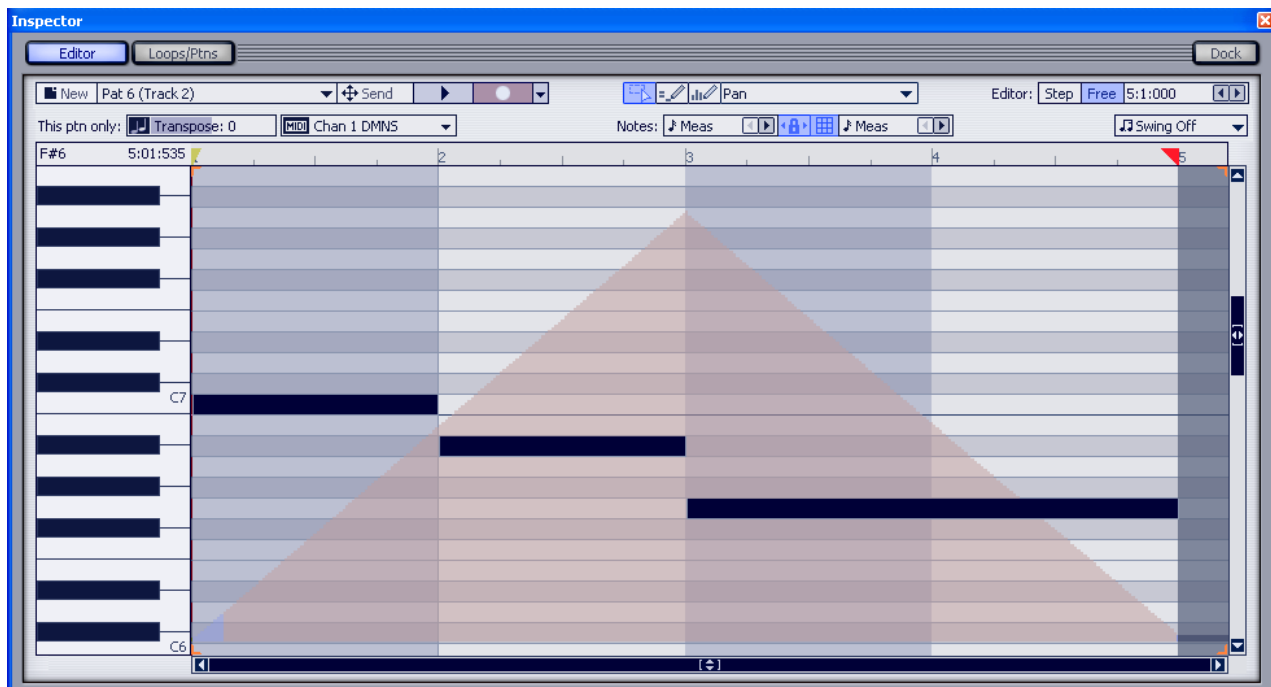 Inspector
Editor Loops/Ptns Dock
New Pat 6 (Track 2) Send Pan Editor: Step Free 5:1:000
This ptn only: Transpose: 0 MIDI Chan 1 DMNS Notes: Meas Meas Swing Off
F#6 5:01:535 2 3 4 5
C7
C6